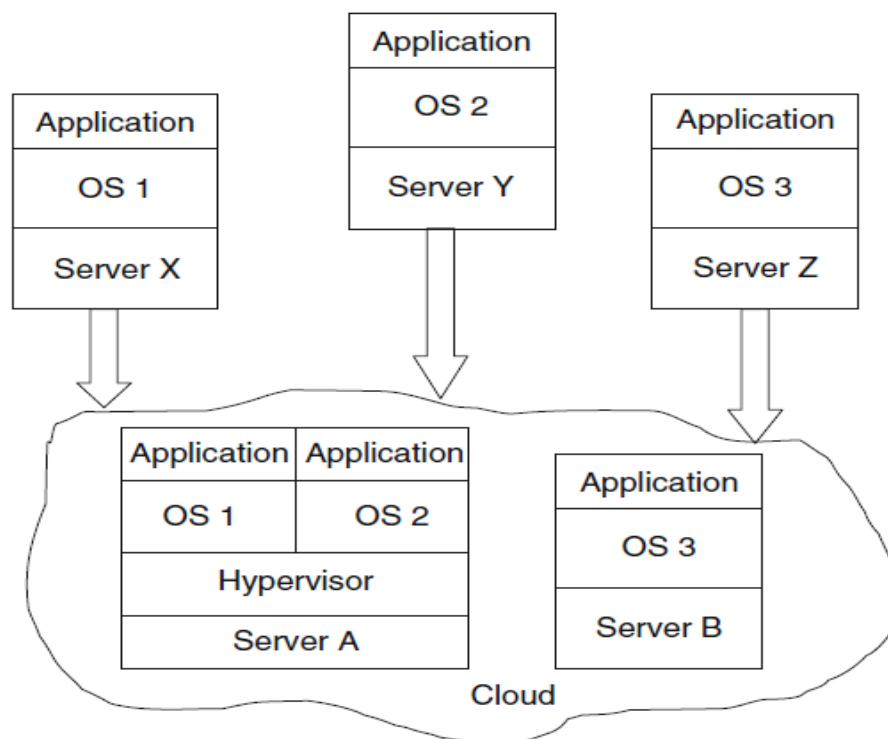 Application
OS 2
Server Y
Application
OS 1
Server X
Application
OS 3
Server Z
Application Application
OS 1 OS 2
Hypervisor
Server A
Application
OS 3
Server B
Cloud